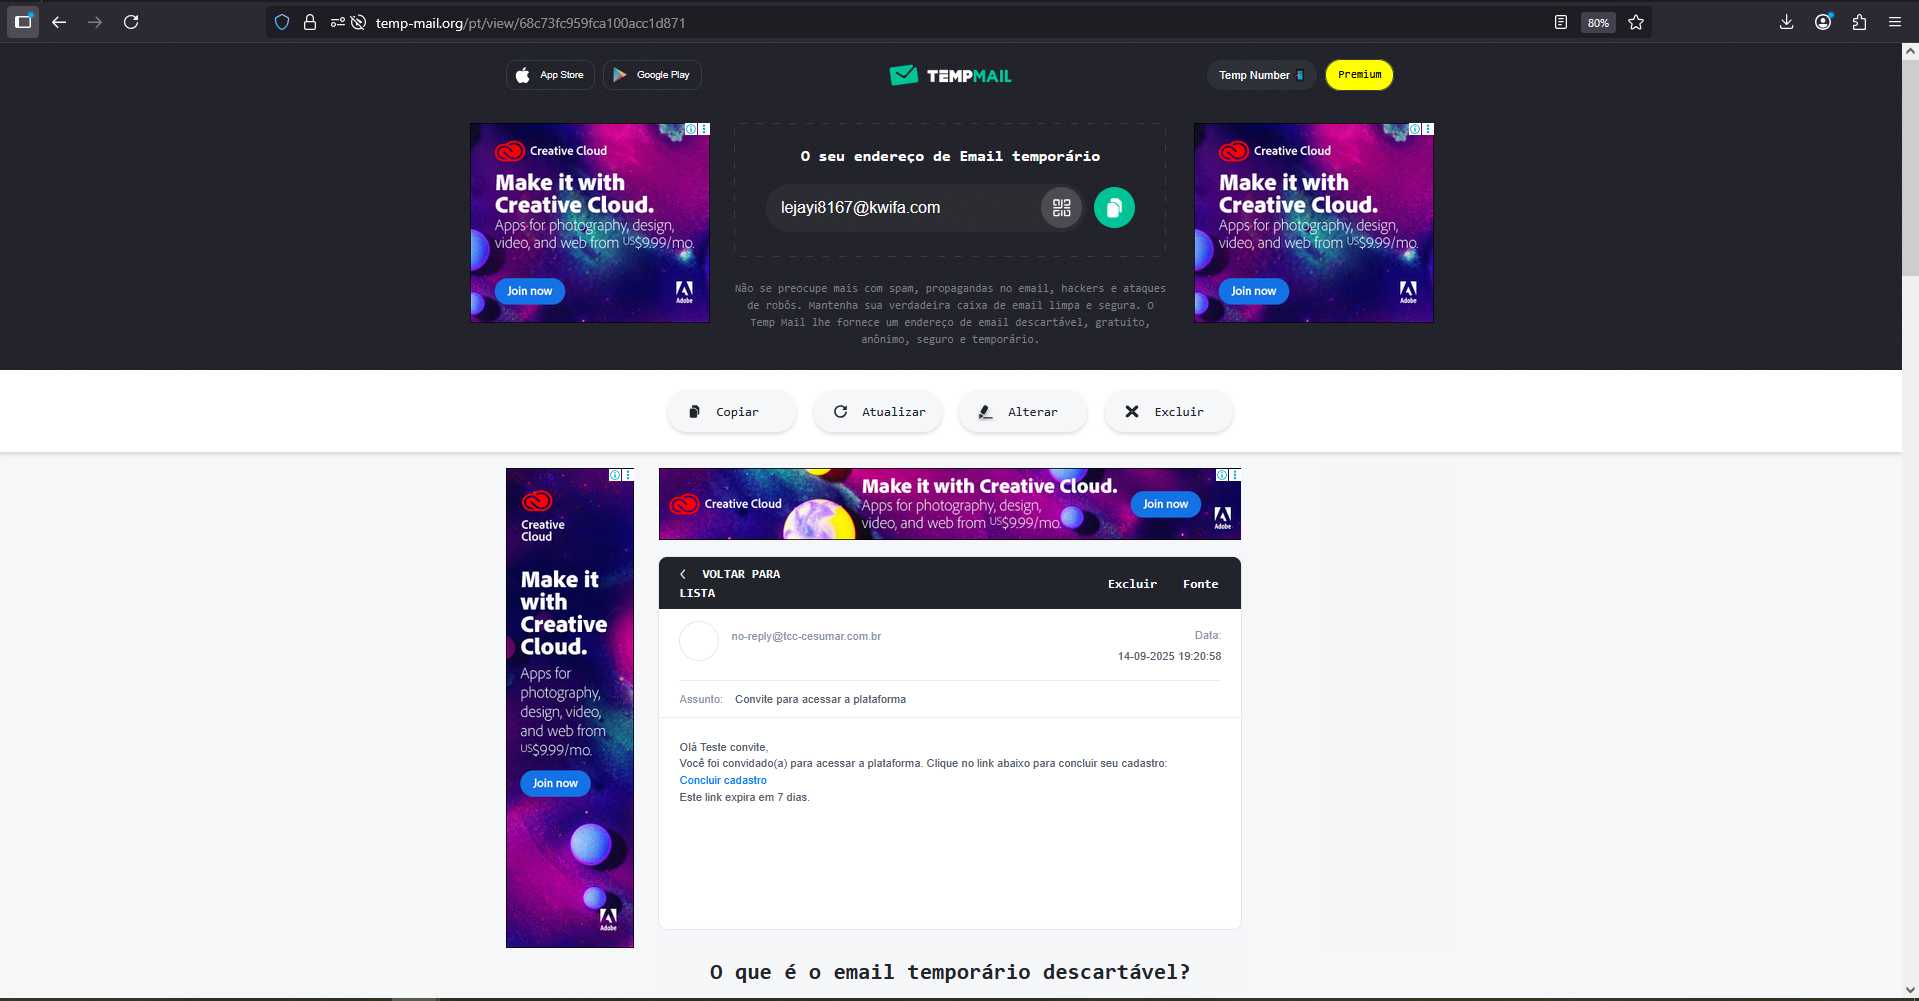 temp-mail.org/pt/view/68c73fc959fca100acc1d871
80%
App Store
Google Play
TEMPMAIL
Temp Number
Premium
Creative Cloud
Make it with
Creative Cloud.
Apps for photography, design,
video, and web from US$9.99/mo.
Join now
Adobe
O seu endereço de Email temporário
lejayi8167@kwifa.com
Não se preocupe mais com spam, propagandas no email, hackers e ataques
de robôs. Mantenha sua verdadeira caixa de email limpa e segura. O
Temp Mail lhe fornece um endereço de email descartável, gratuito,
anônimo, seguro e temporário.
Creative Cloud
Make it with
Creative Cloud.
Apps for photography, design,
video, and web from US$9.99/mo.
Join now
Adobe
Copiar
Atualizar
Alterar
Excluir
Creative
Cloud
Make it
with
Creative
Cloud.
Apps for
photography,
design, video,
and web from
US$9.99/mo.
Join now
Adobe
Creative Cloud
Make it with Creative Cloud.
Apps for photography, design,
video, and web from US$9.99/mo.
Join now
Adobe
VOLTAR PARA
LISTA
Excluir
Fonte
no-reply@tcc-cesumar.com.br
Data:
14-09-2025 19:20:58
Assunto: Convite para acessar a plataforma
Olá Teste convite,
Você foi convidado(a) para acessar a plataforma. Clique no link abaixo para concluir seu cadastro:
Concluir cadastro
Este link expira em 7 dias.
O que é o email temporário descartável?